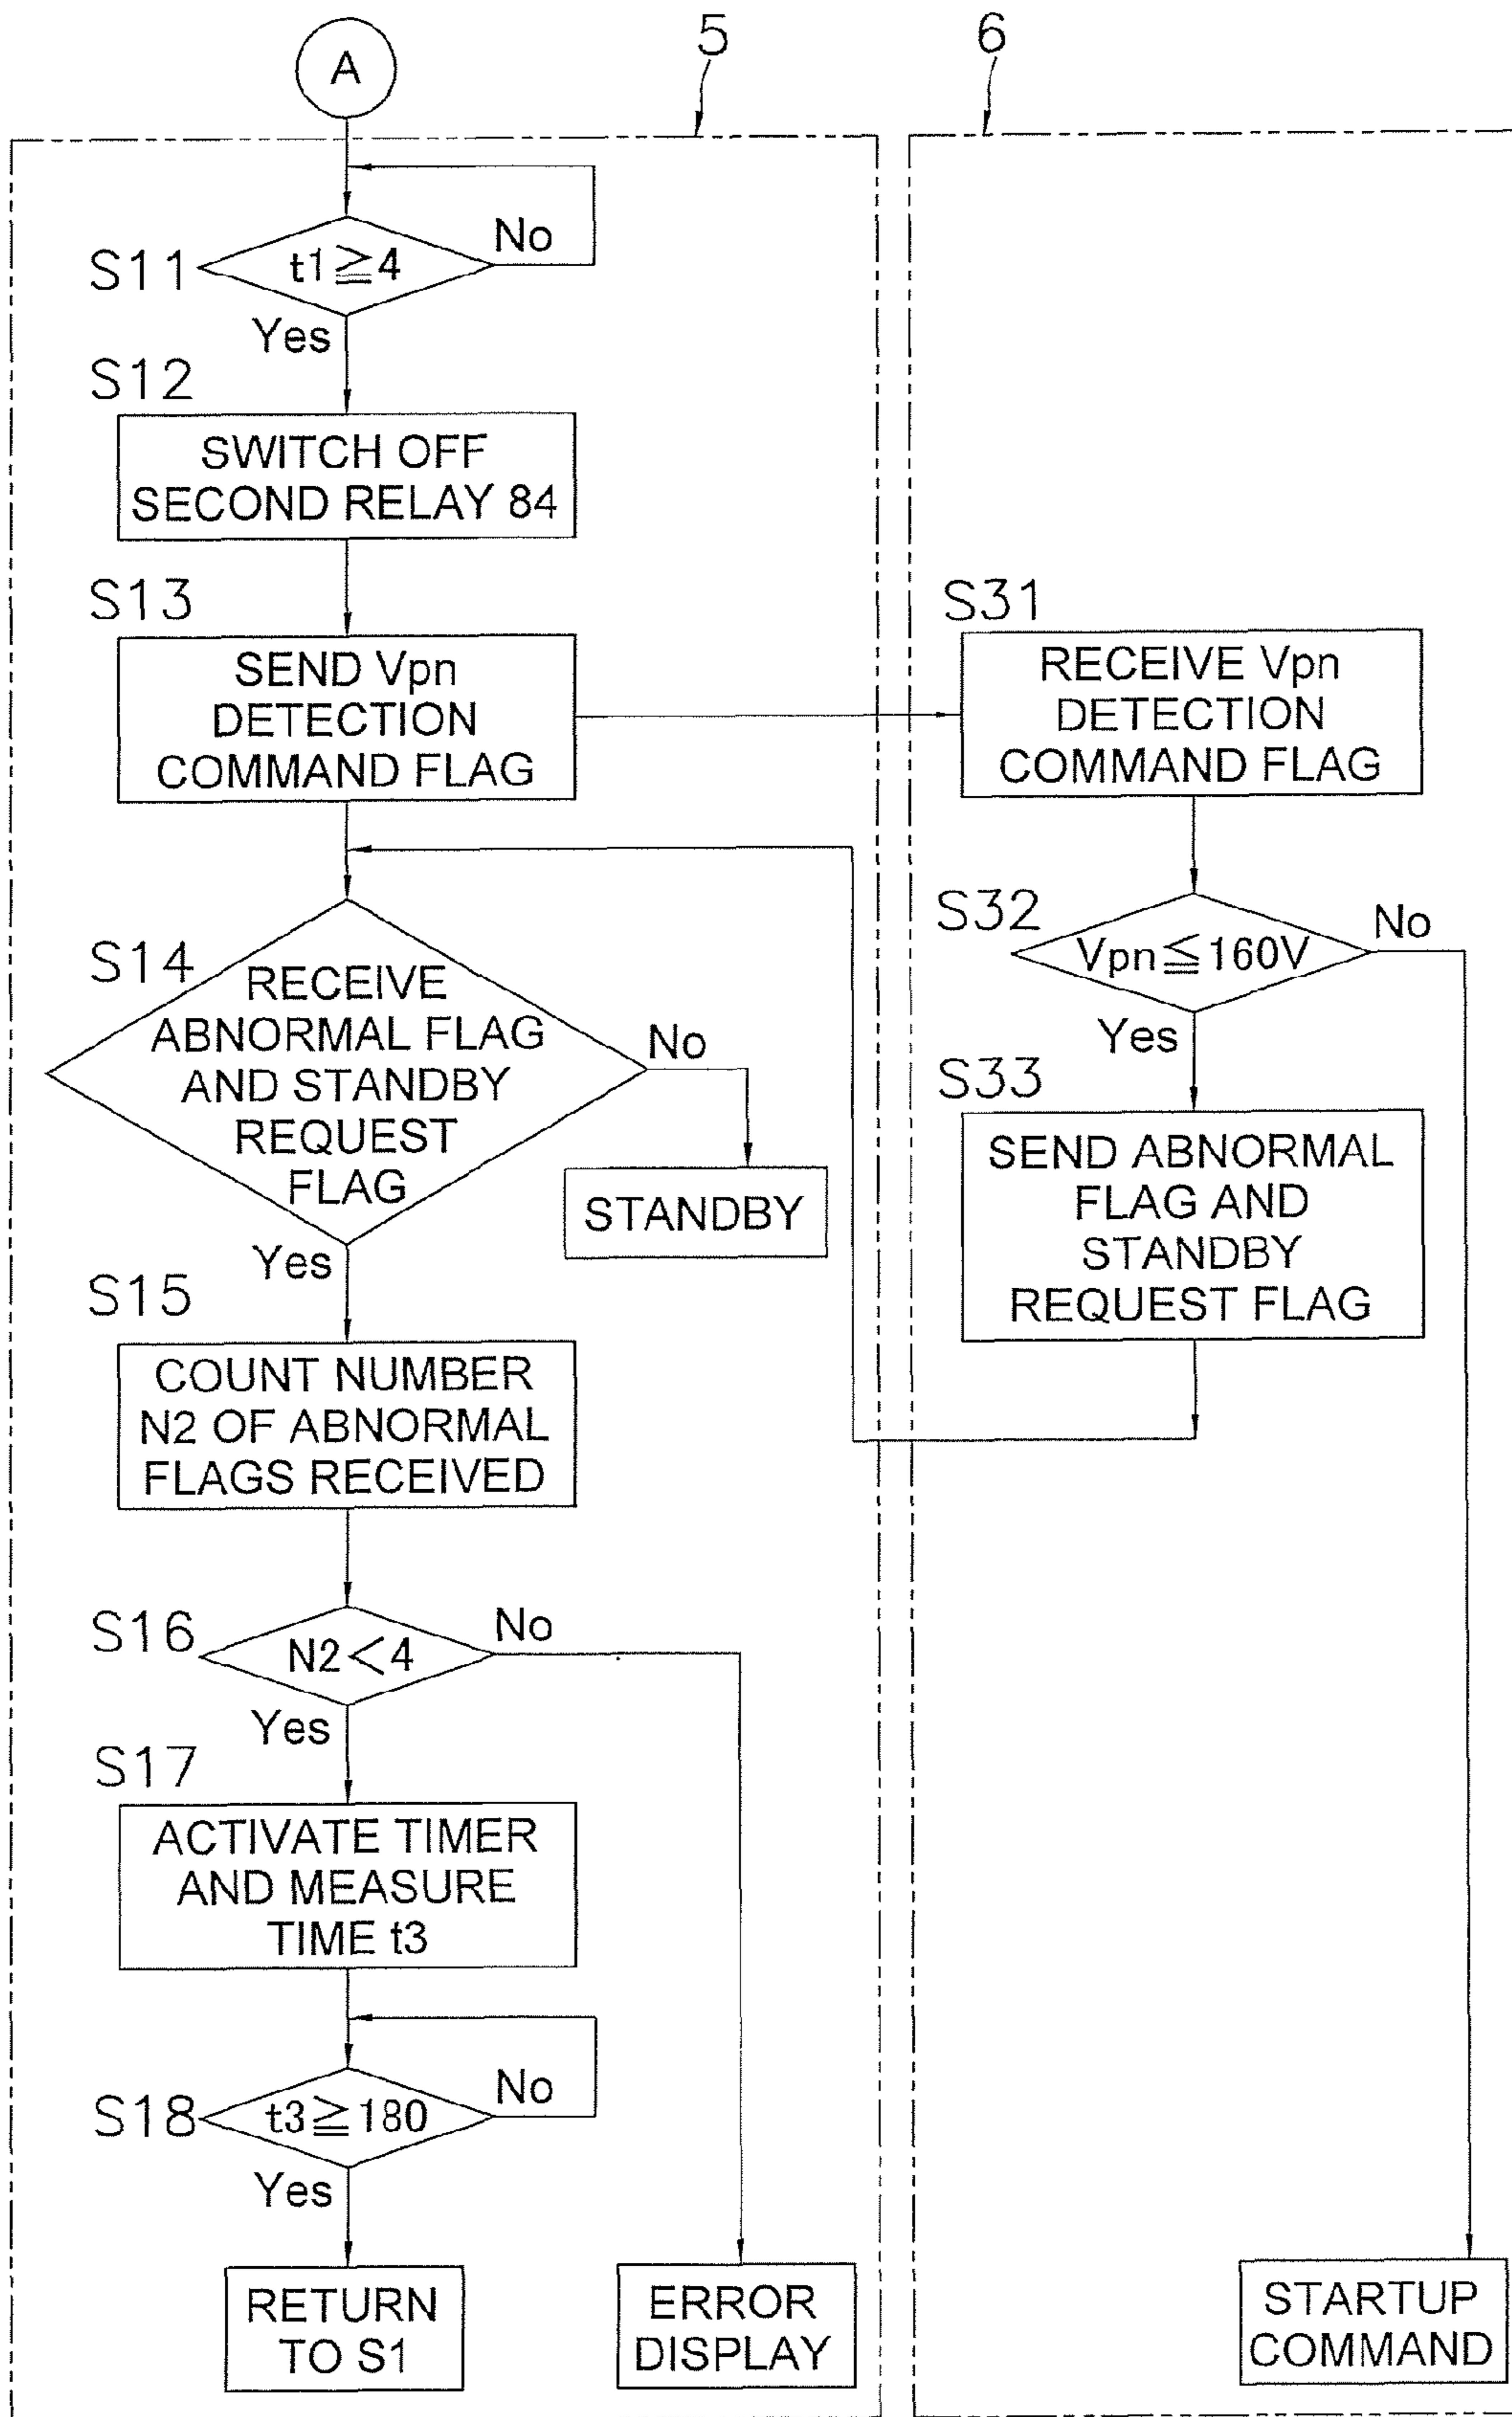 A
5
6
S11
t1≧4
No
Yes
S12
SWITCH OFF
SECOND RELAY 84
S13
SEND Vpn
DETECTION
COMMAND FLAG
S31
RECEIVE Vpn
DETECTION
COMMAND FLAG
S32
Vpn≦160V
No
Yes
S33
SEND ABNORMAL
FLAG AND
STANDBY
REQUEST FLAG
S14
RECEIVE
ABNORMAL FLAG
AND STANDBY
REQUEST
FLAG
No
STANDBY
Yes
S15
COUNT NUMBER
N2 OF ABNORMAL
FLAGS RECEIVED
S16
N2<4
No
Yes
S17
ACTIVATE TIMER
AND MEASURE
TIME t3
S18
t3≧180
No
Yes
RETURN
TO S1
ERROR
DISPLAY
STARTUP
COMMAND